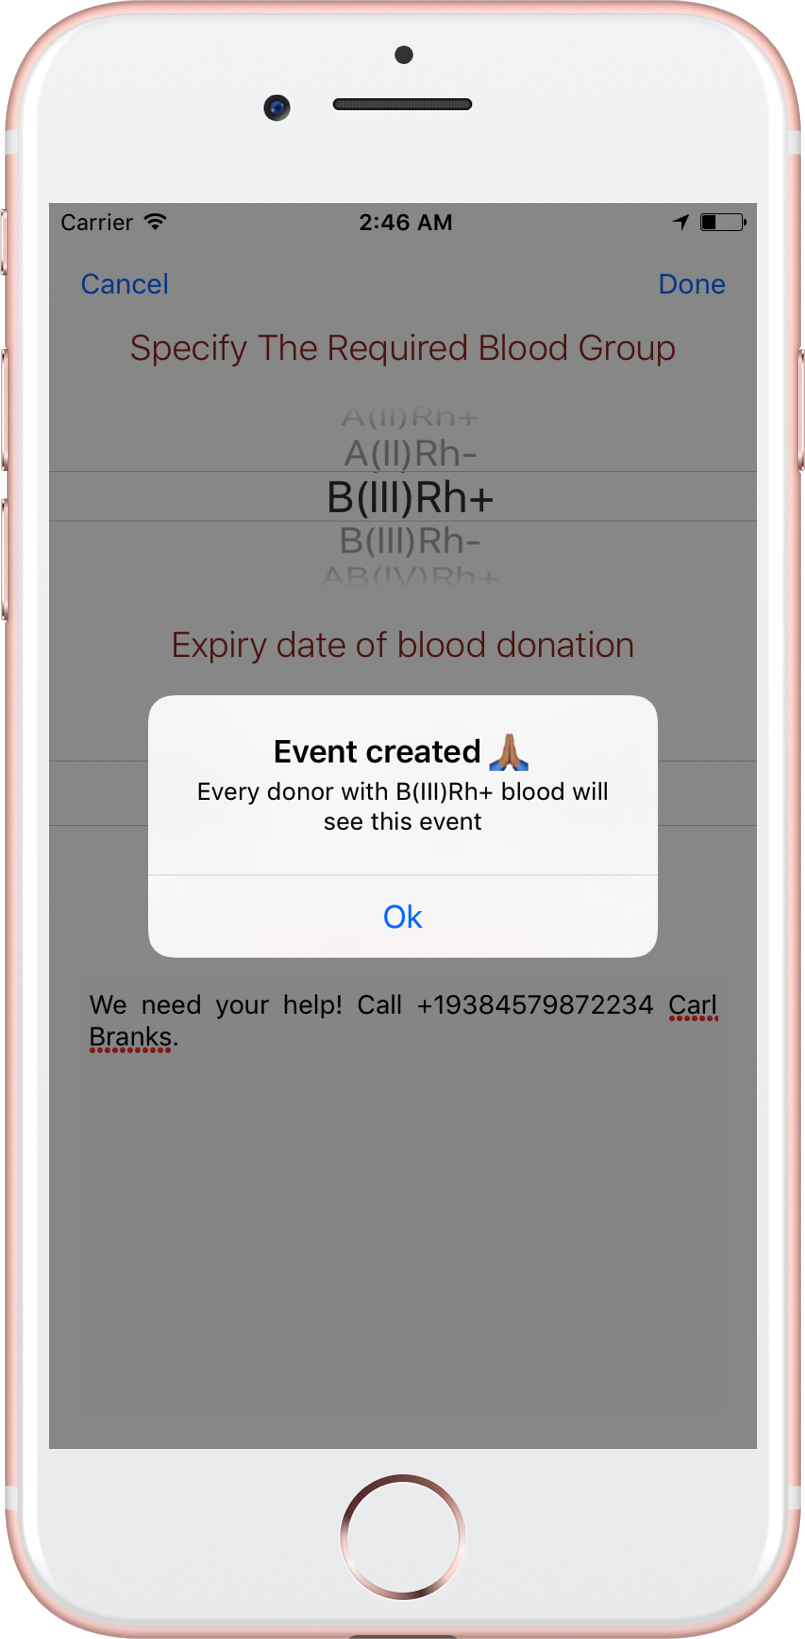 Carrier 2:46 AM
Cancel Done
Specify The Required Blood Group
A(II)Rh+
A(II)Rh-
B(III)Rh+
B(III)Rh-
AB(IV)Rh+
Expiry date of blood donation
Event created 🙏🏽
Every donor with B(III)Rh+ blood will
see this event
Ok
We need your help! Call +19384579872234 Carl
Branks.